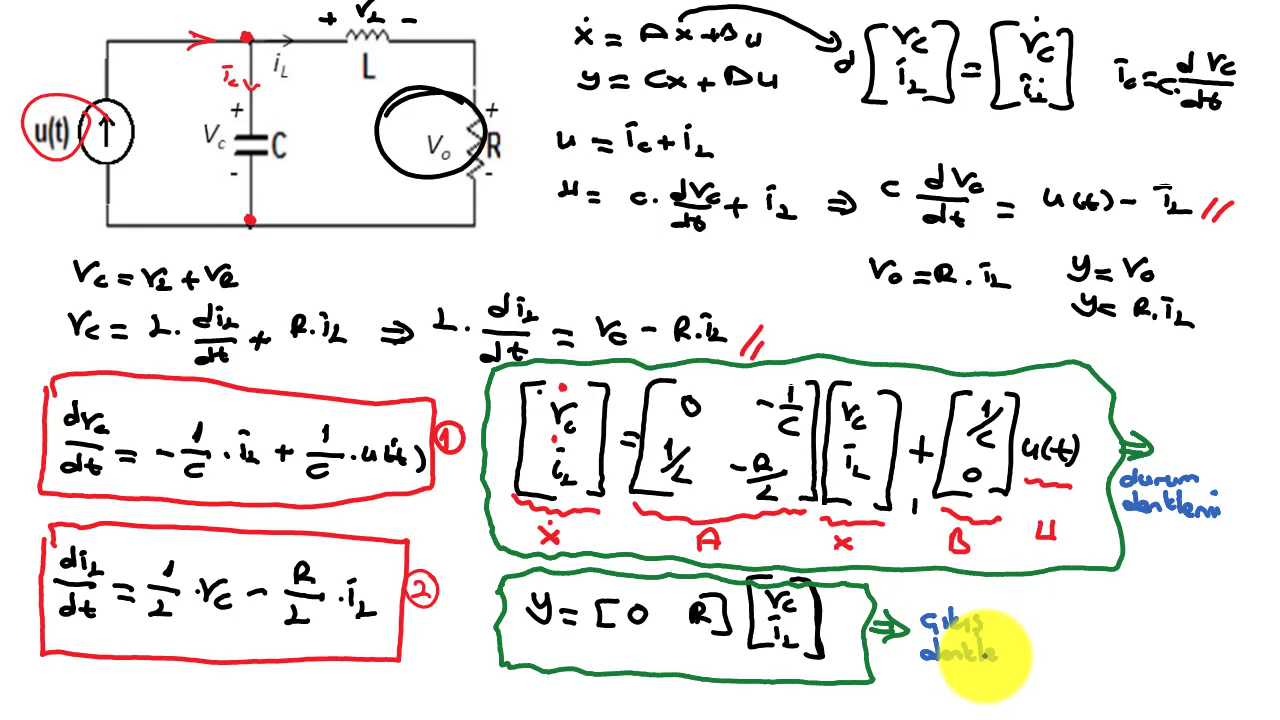 + v_L -
i_c
i_L
L
u(t)
+
V_c
-
C
+
V_o
-
R
ẋ = Aẋ + Bu
y = Cx + Du
d [v_c i_L] = [v̇_c i̇_L]
i_c = C. dv_c/dt
u = i_c + i_L
u = c. dv_c/dt + i_L ⇒ c dv_c/dt = u(t) - i_L //
v_c = v_L + v_R
v_o = R.i_L
y = v_o
y = R.i_L
v_c = L. di_L/dt + R.i_L ⇒ L. di_L/dt = v_c - R.i_L //
dv_c/dt = -1/C . i_L + 1/C . u(t) 1
[v̇_c i̇_L] = [0 -1/C 1/L -R/L] [v_c i_L] + [1/C 0] u(t) ⇒
ẋ A x B u
durum
denklemi
di_L/dt = 1/L . v_c - R/L . i_L 2
y = [0 R] [v_c i_L] ⇒
Çıkış
denkle